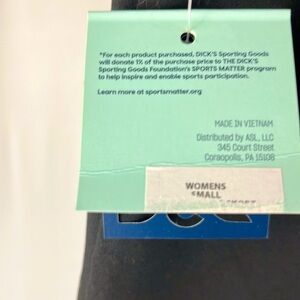 *For each product purchased, DICK'S Sporting Goods
will donate 1% of the purchase price to THE DICK'S
Sporting Goods Foundation's SPORTS MATTER program
to help inspire and enable sports participation.
Learn more at sportsmatter.org
MADE IN VIETNAM
Distributed by ASL, LLC
345 Court Street
Coraopolis, PA 15108
WOMENS
SMALL